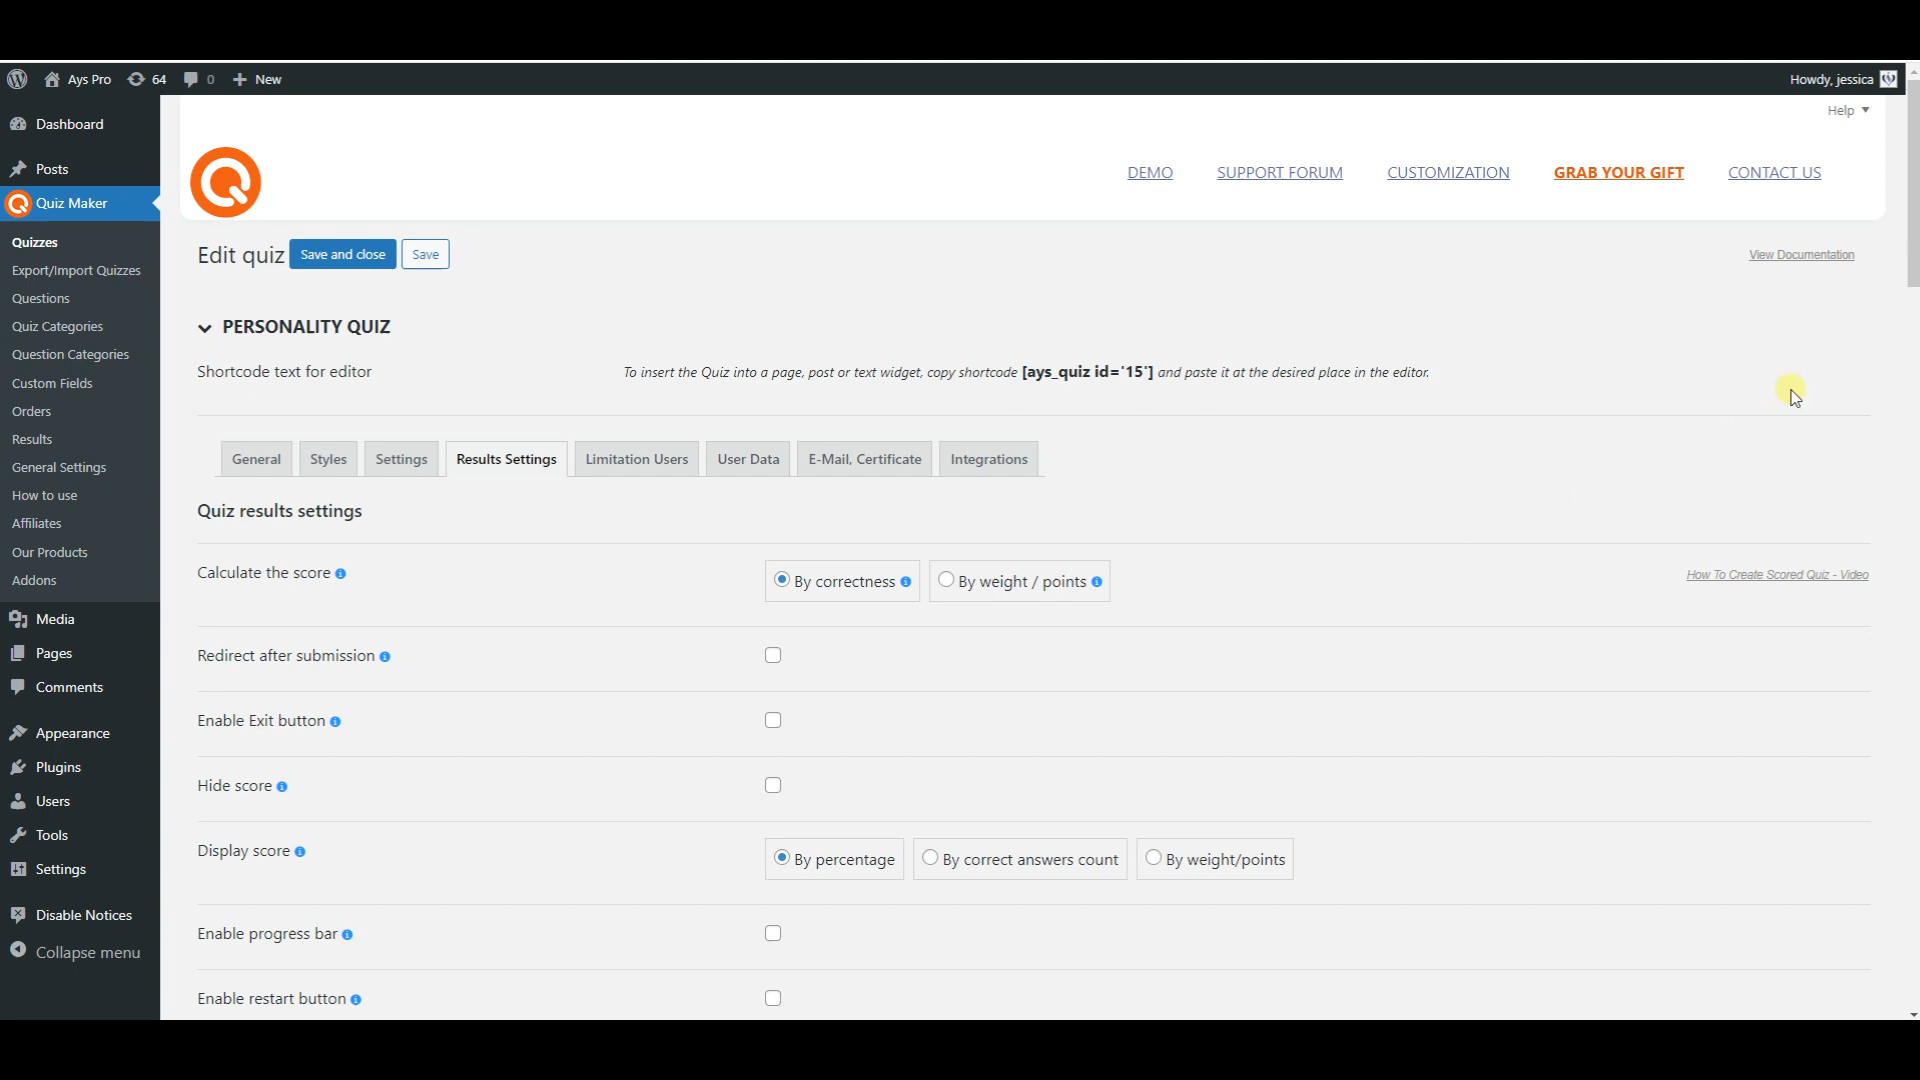 Ays Pro 64 0 New Howdy, jessica
Help
Dashboard
Posts
Quiz Maker
Quizzes
Export/Import Quizzes
Questions
Quiz Categories
Question Categories
Custom Fields
Orders
Results
General Settings
How to use
Affiliates
Our Products
Addons
Media
Pages
Comments
Appearance
Plugins
Users
Tools
Settings
Disable Notices
Collapse menu
DEMO SUPPORT FORUM CUSTOMIZATION GRAB YOUR GIFT CONTACT US
Edit quiz Save and close Save View Documentation
PERSONALITY QUIZ
Shortcode text for editor To insert the Quiz into a page, post or text widget, copy shortcode [ays_quiz id='15'] and paste it at the desired place in the editor.
General Styles Settings Results Settings Limitation Users User Data E-Mail, Certificate Integrations
Quiz results settings
Calculate the score By correctness By weight / points How To Create Scored Quiz - Video
Redirect after submission
Enable Exit button
Hide score
Display score By percentage By correct answers count By weight/points
Enable progress bar
Enable restart button